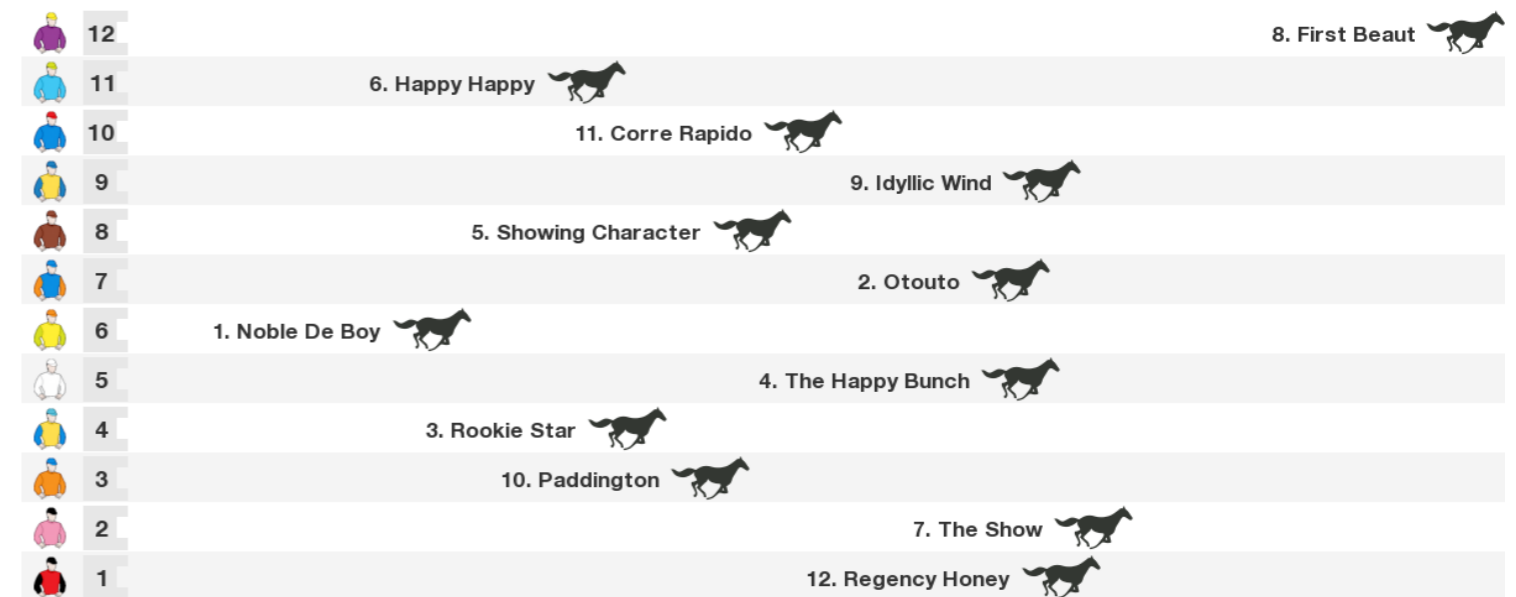 12 8. First Beaut
11 6. Happy Happy
10 11. Corre Rapido
9 9. Idyllic Wind
8 5. Showing Character
7 2. Otouto
6 1. Noble De Boy
5 4. The Happy Bunch
4 3. Rookie Star
3 10. Paddington
2 7. The Show
1 12. Regency Honey